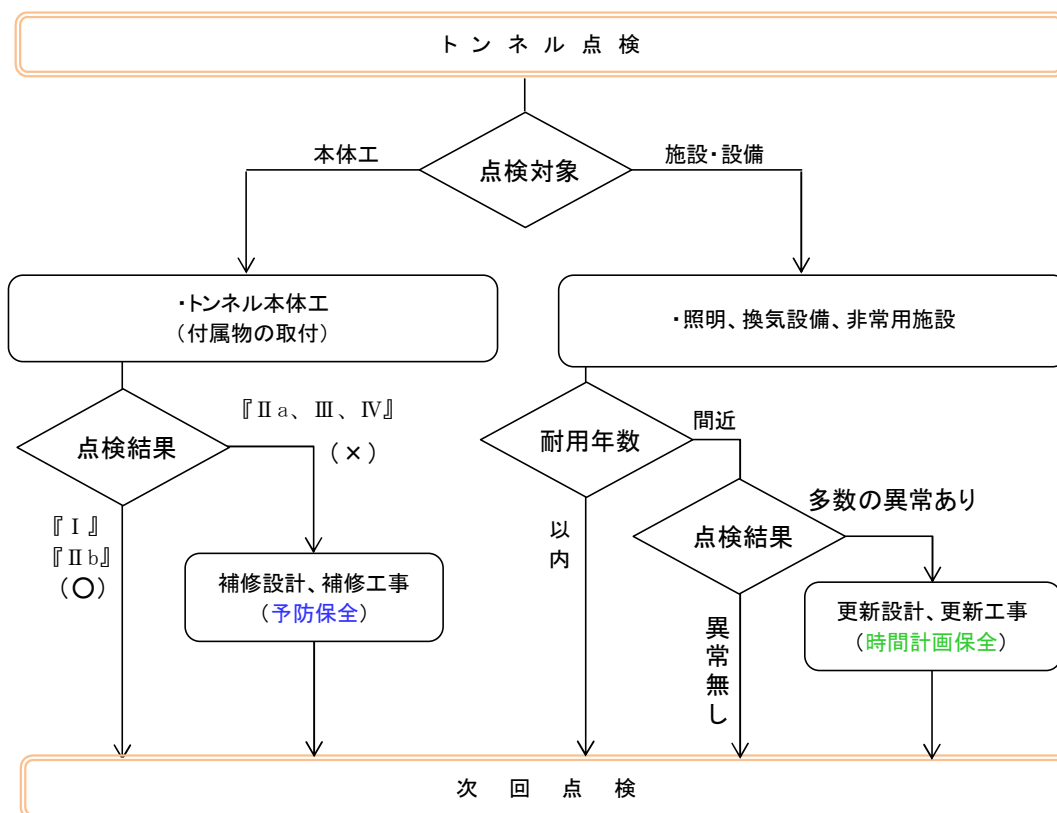 トンネル点検
本体工
施設・設備
点検対象
・トンネル本体工
（付属物の取付）
・照明、換気設備、非常用施設
『Ⅱa、Ⅲ、Ⅳ』
（×）
点検結果
間近
耐用年数
多数の異常あり
点検結果
『Ⅰ』
『Ⅱb』
（〇）
以内
補修設計、補修工事
（予防保全）
更新設計、更新工事
（時間計画保全）
異常無し
次回点検